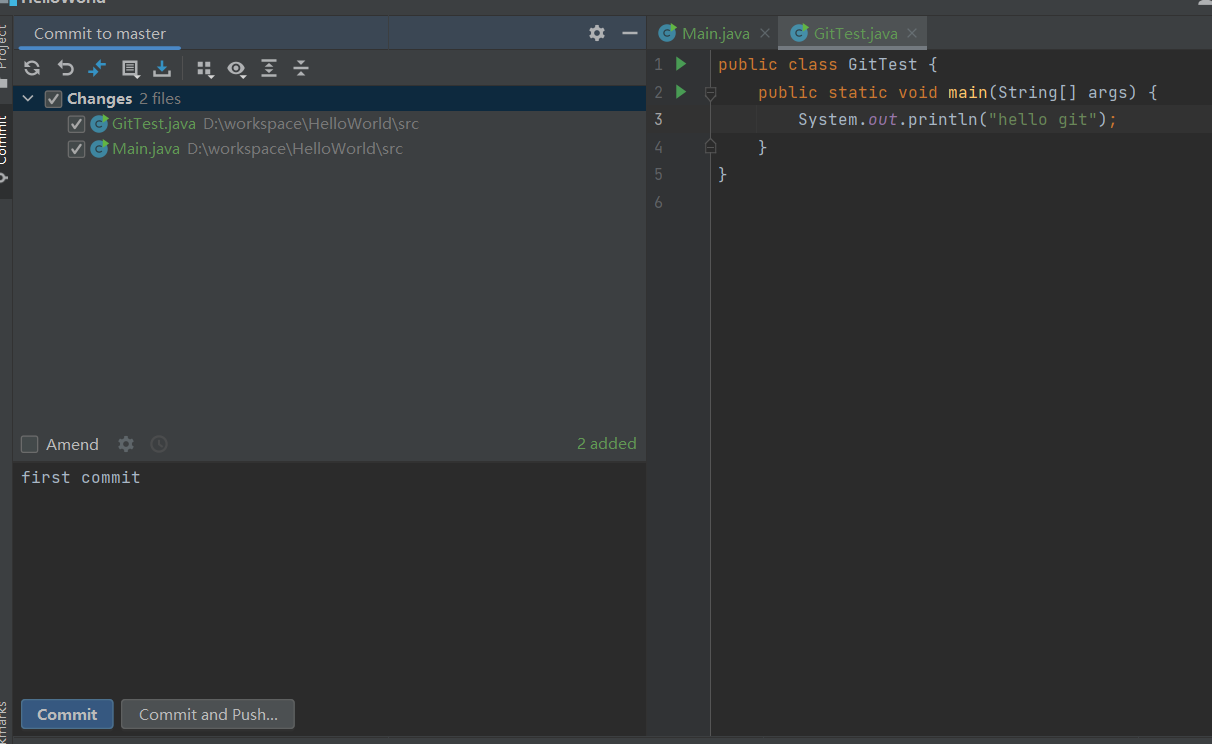 HelloWorld
Project
Commit
Commit to master
Changes 2 files
GitTest.java D:\workspace\HelloWorld\src
Main.java D:\workspace\HelloWorld\src
Amend
2 added
first commit
Commit
Commit and Push...
Main.java
GitTest.java
1 public class GitTest {
2 public static void main(String[] args) {
3 System.out.println("hello git");
4 }
5 }
6